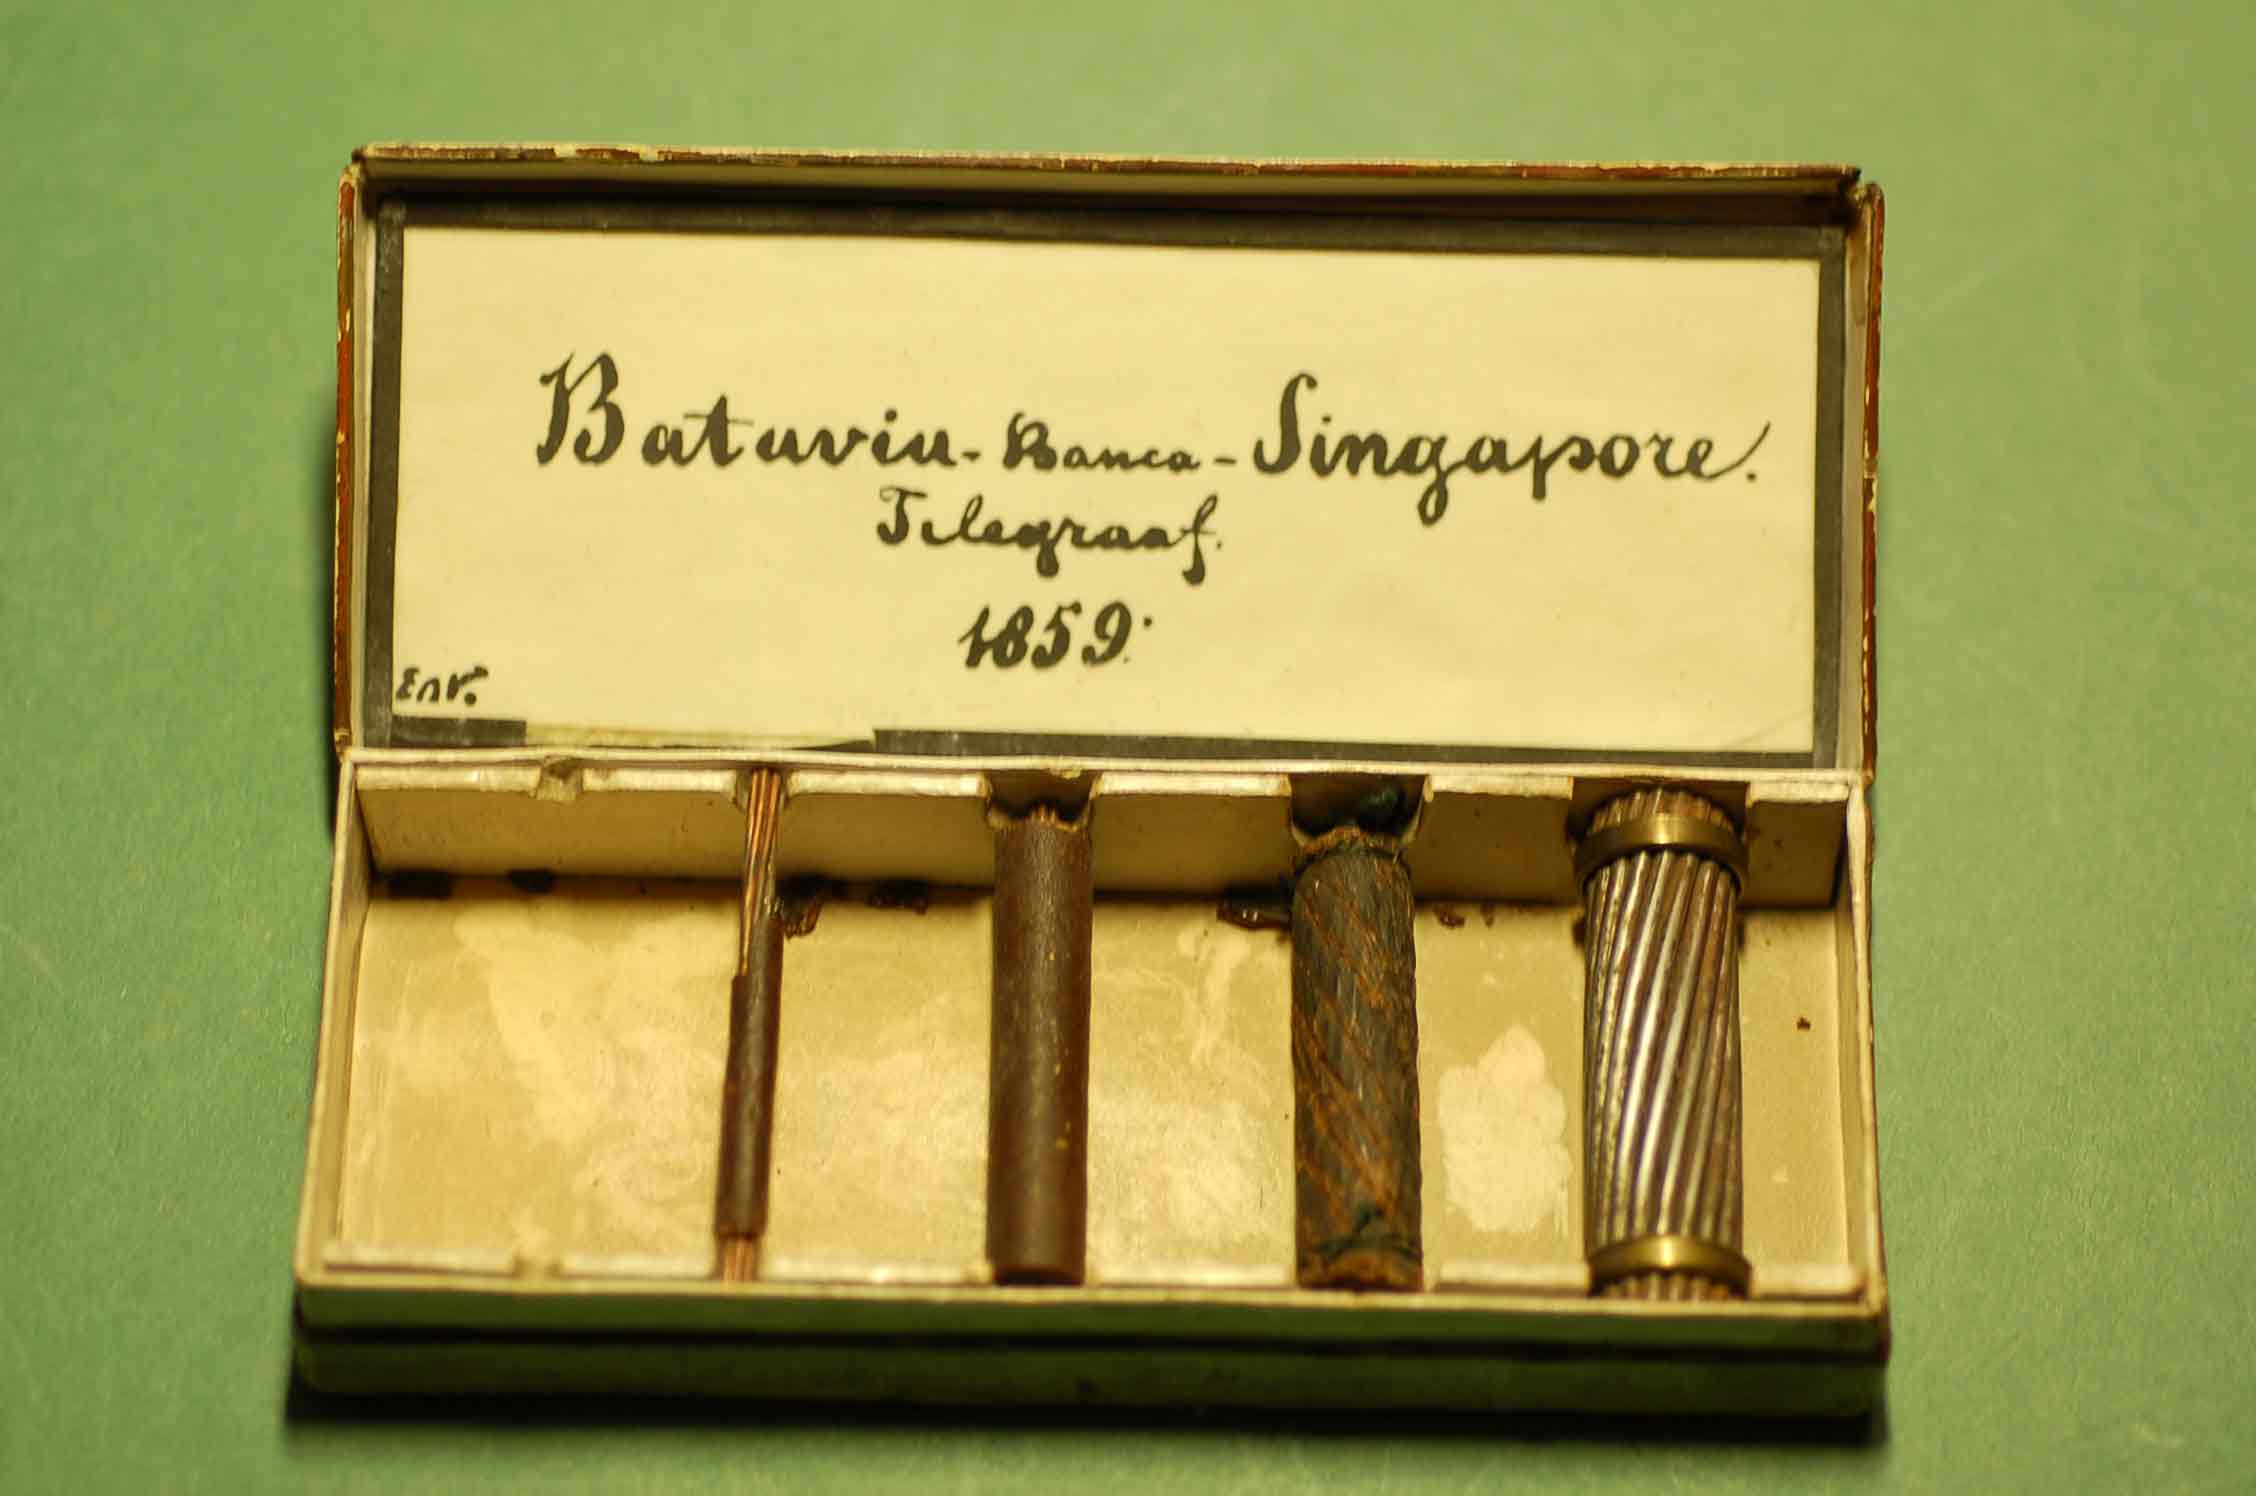 Batavia - Banca - Singapore.
Telegraaf.
1859.